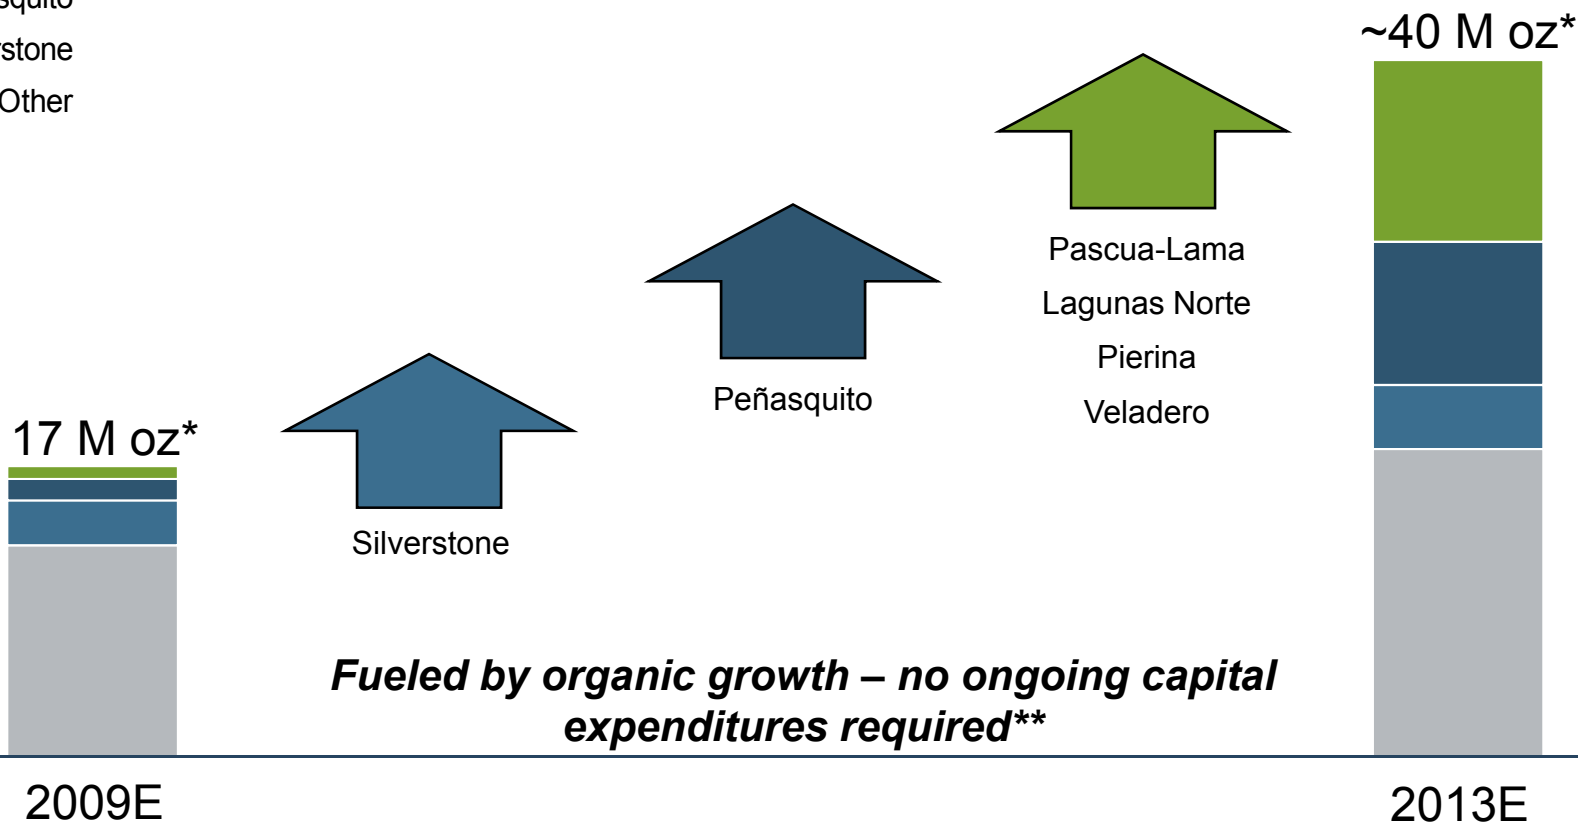 Other
~40 M oz*
Pascua-Lama
Lagunas Norte
Pierina
Veladero
Peñasquito
17 M oz*
Silverstone
Fueled by organic growth – no ongoing capital
expenditures required**
2009E
2013E